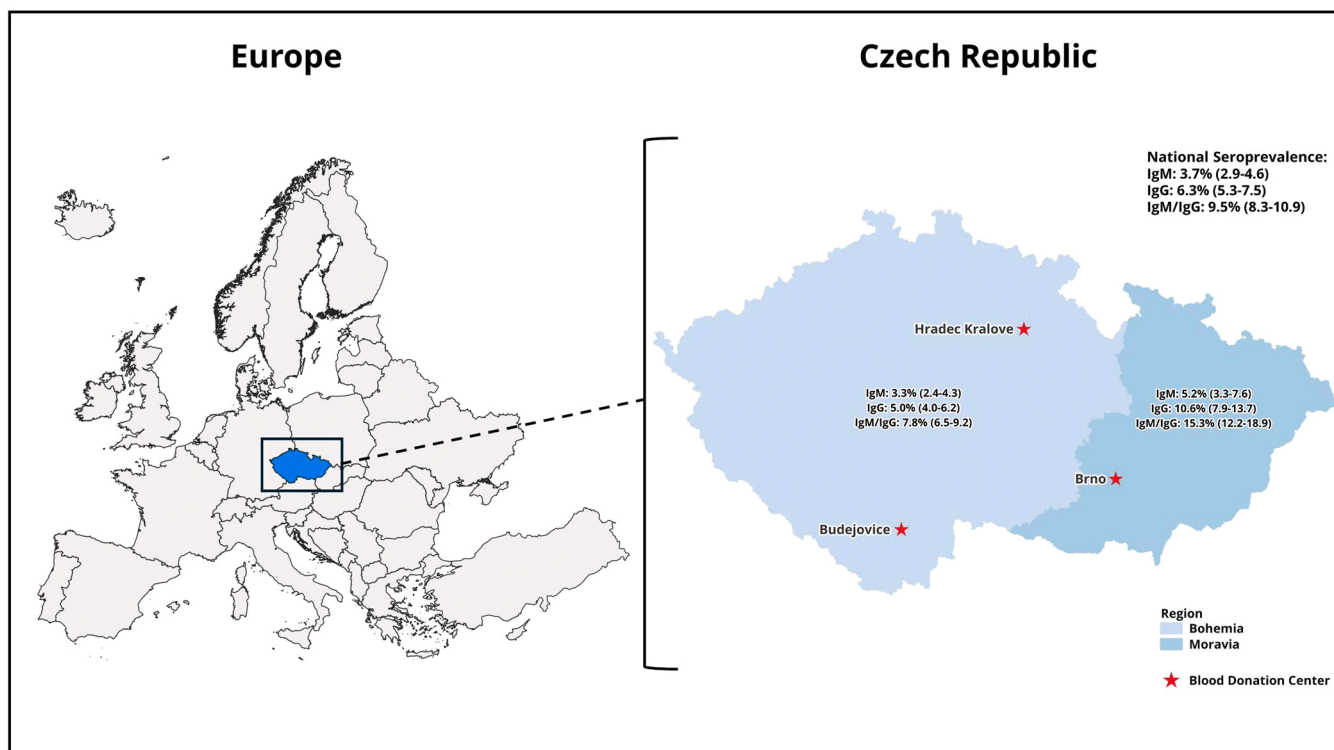 Europe
Czech Republic
National Seroprevalence:
IgM: 3.7% (2.9-4.6)
IgG: 6.3% (5.3-7.5)
IgM/IgG: 9.5% (8.3-10.9)
Hradec Kralove
IgM: 3.3% (2.4-4.3)
IgG: 5.0% (4.0-6.2)
IgM/IgG: 7.8% (6.5-9.2)
IgM: 5.2% (3.3-7.6)
IgG: 10.6% (7.9-13.7)
IgM/IgG: 15.3% (12.2-18.9)
Brno
Budejovice
Region
Bohemia
Moravia
Blood Donation Center